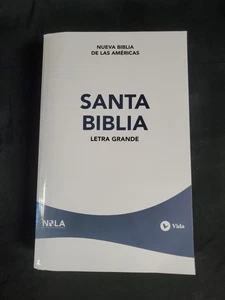 NUEVA BIBLIA
DE LAS AMÉRICAS
SANTA
BIBLIA
LETRA GRANDE
NBLA
Vida